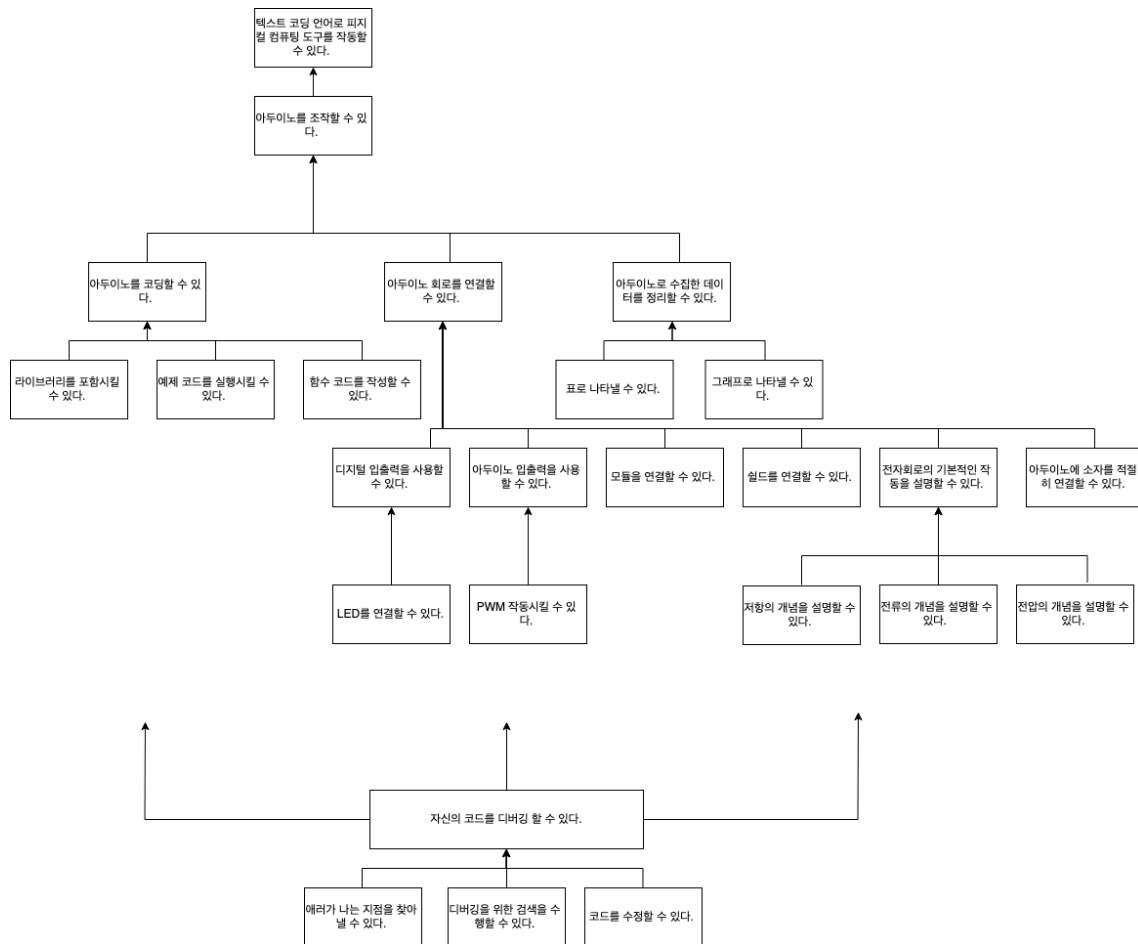 텍스트 코딩 언어로 피지
컬 컴퓨팅 도구를 작동할
수 있다.
아두이노를 조작할 수 있
다.
아두이노를 코딩할 수 있
다.
아두이노 회로를 연결할
수 있다.
아두이노로 수집한 데이
터를 정리할 수 있다.
라이브러리를 포함시킬
수 있다.
예제 코드를 실행시킬 수
있다.
함수 코드를 작성할 수
있다.
표로 나타낼 수 있다.
그래프로 나타낼 수 있
다.
디지털 입출력을 사용할
수 있다.
아두이노 입출력을 사용
할 수 있다.
모듈을 연결할 수 있다.
쉴드를 연결할 수 있다.
전자회로의 기본적인 작
동을 설명할 수 있다.
아두이노에 소자를 적절
히 연결할 수 있다.
LED를 연결할 수 있다.
PWM 작동시킬 수 있
다.
저항의 개념을 설명할 수
있다.
전류의 개념을 설명할 수
있다.
전압의 개념을 설명할 수
있다.
자신의 코드를 디버깅 할 수 있다.
애러가 나는 지점을 찾아
낼 수 있다.
디버깅을 위한 검색을 수
행할 수 있다.
코드를 수정할 수 있다.